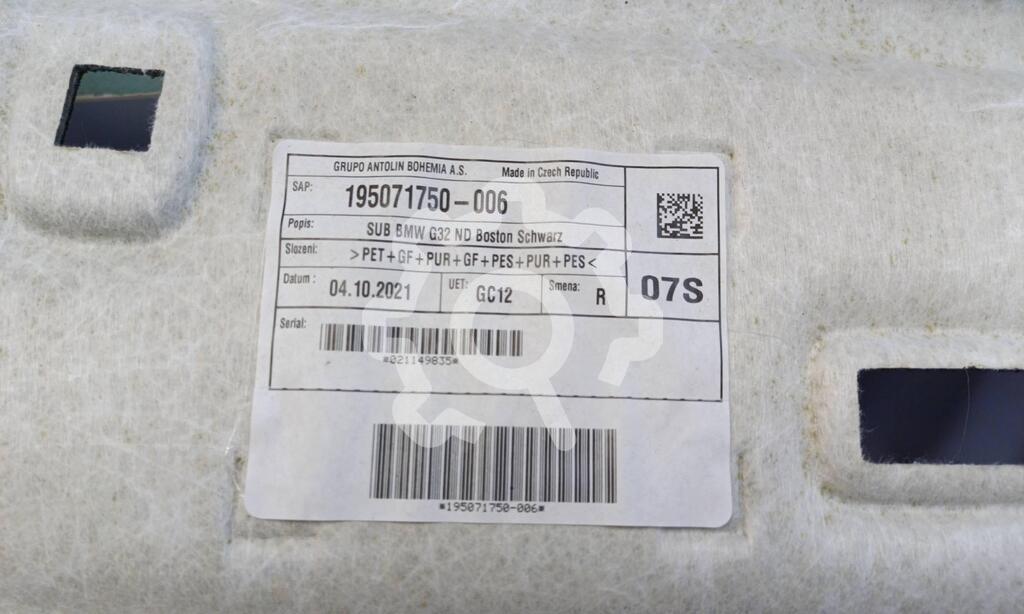 GRUPO ANTOLIN BOHEMIA A.S. Made in Czech Republic
SAP: 195071750-006
Popis: SUB BMW G32 ND Boston Schwarz
Slozeni: >PET+GF+PUR+GF+PES+PUR+PES<
Datum: 04.10.2021 UET: GC12 Smena: R 07S
Serial:
*021149835*
*195071750-006*